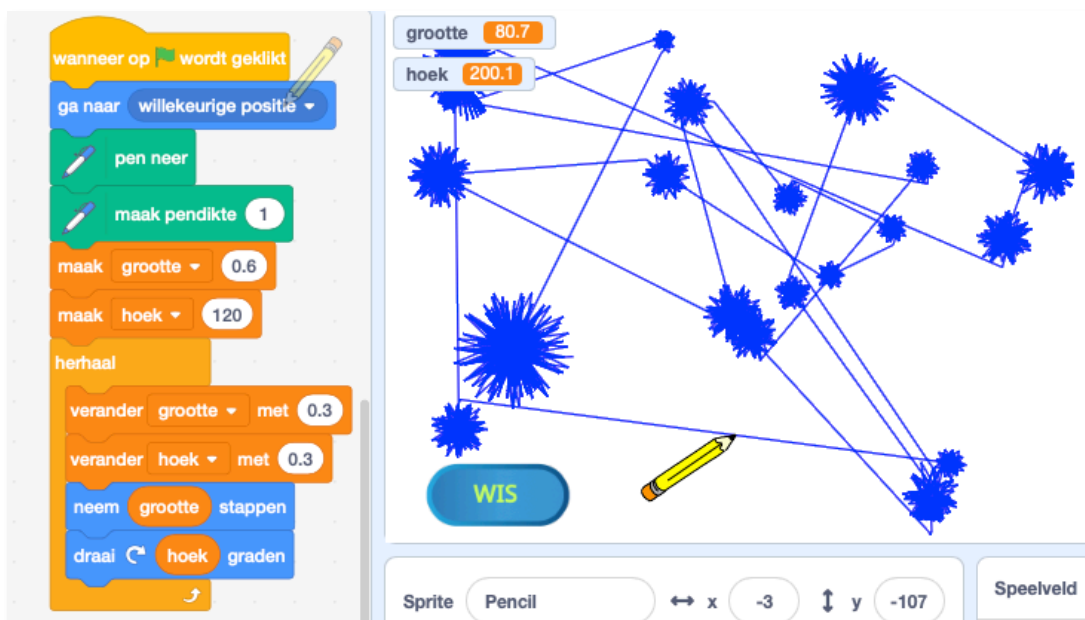 wanneer op wordt geklikt
ga naar willekeurige positie
pen neer
maak pendikte 1
maak grootte 0.6
maak hoek 120
herhaal
verander grootte met 0.3
verander hoek met 0.3
neem grootte stappen
draai hoek graden
grootte 80.7
hoek 200.1
WIS
Sprite Pencil x -3 y -107
Speelveld